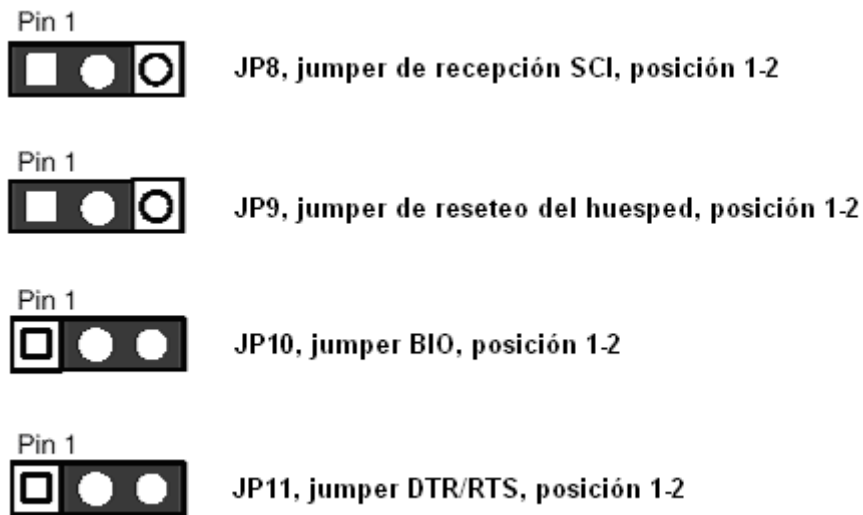 Pin 1
JP8, jumper de recepción SCI, posición 1-2
Pin 1
JP9, jumper de reseteo del huesped, posición 1-2
Pin 1
JP10, jumper BIO, posición 1-2
Pin 1
JP11, jumper DTR/RTS, posición 1-2